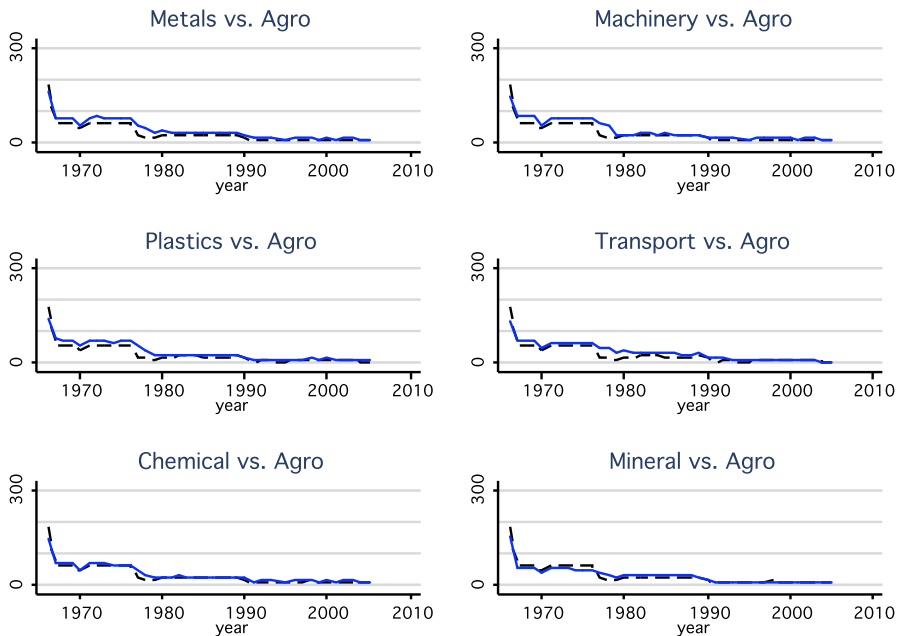 Metals vs. Agro
300
0
1970 1980 1990 2000 2010
year
Machinery vs. Agro
300
0
1970 1980 1990 2000 2010
year
Plastics vs. Agro
300
0
1970 1980 1990 2000 2010
year
Transport vs. Agro
300
0
1970 1980 1990 2000 2010
year
Chemical vs. Agro
300
0
1970 1980 1990 2000 2010
year
Mineral vs. Agro
300
0
1970 1980 1990 2000 2010
year